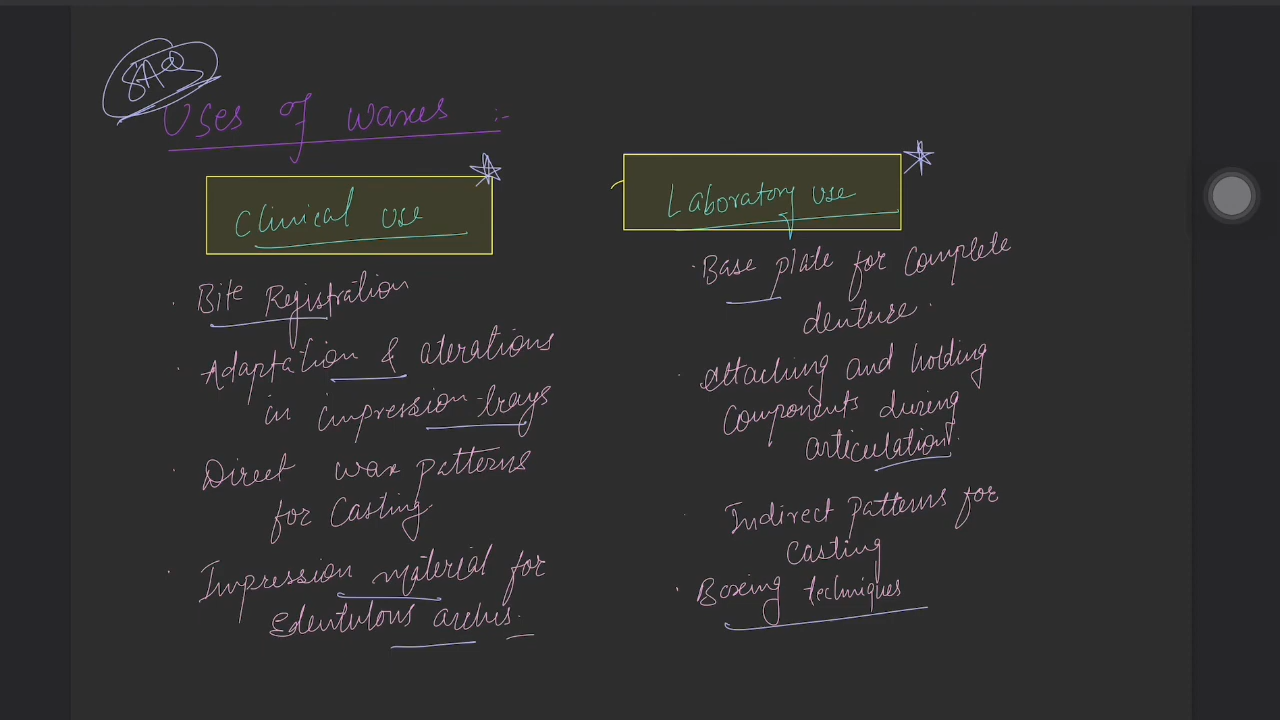 SAQ
Uses of waxes :-
Clinical use
· Bite Registration
· Adaptation & aterations
in impression trays
· Direct wax patterns
for Casting
· Impression material for
Edentulous archis.
Laboratory use
· Base plate for Complete
denture.
· Attaching and holding
Components during
articulation.
· Indirect patterns for
Casting
· Boxing techniques